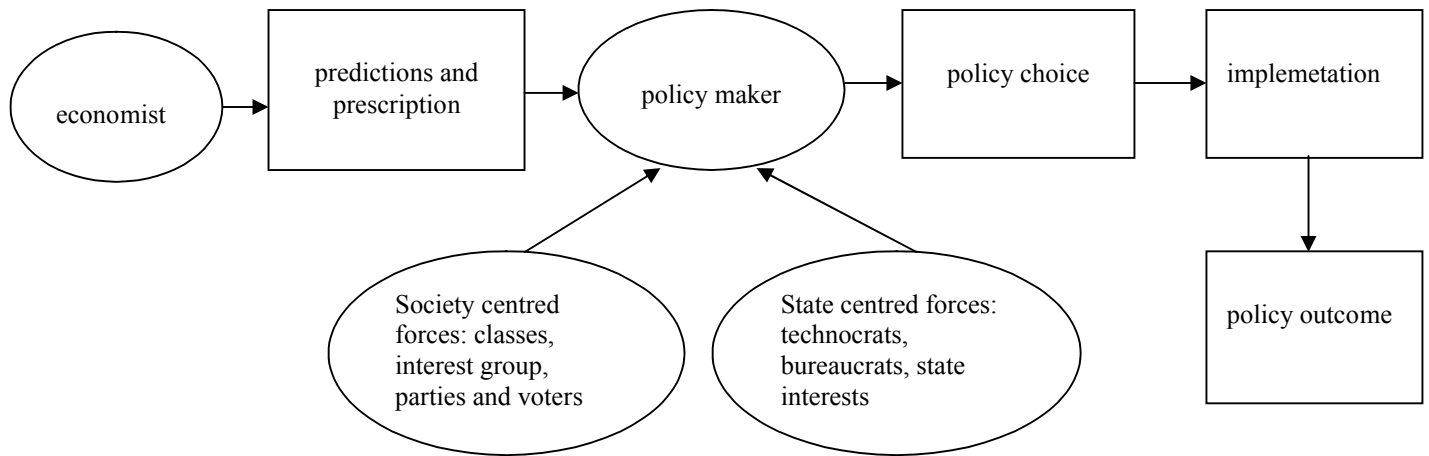 economist
predictions and
prescription
policy maker
policy choice
implemetation
Society centred
forces: classes,
interest group,
parties and voters
State centred forces:
technocrats,
bureaucrats, state
interests
policy outcome